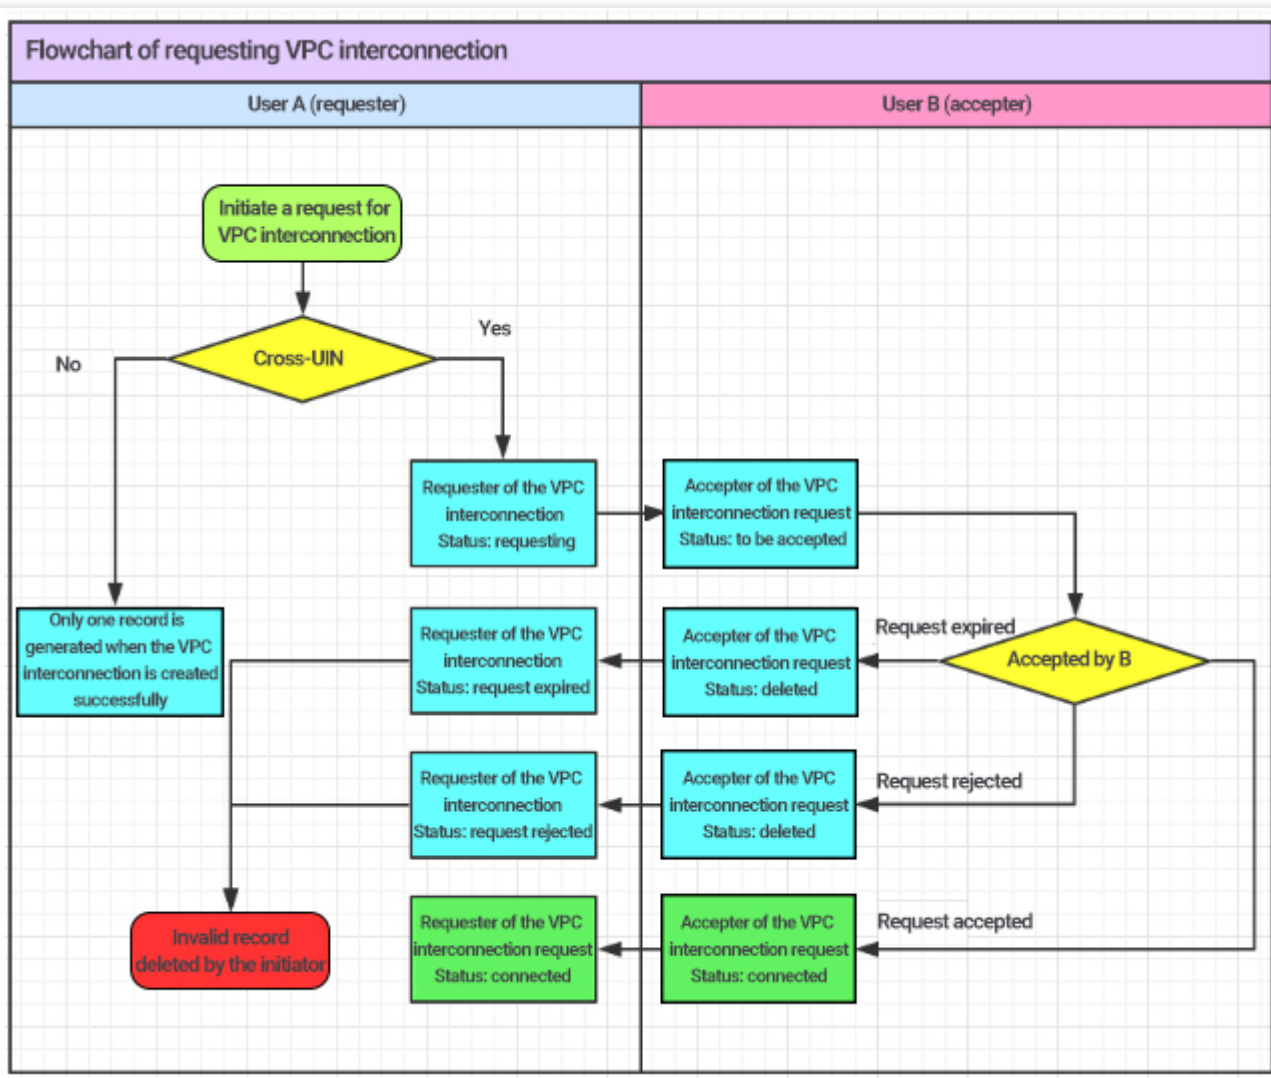 Flowchart of requesting VPC interconnection
User A (requester)
User B (accepter)
Initiate a request for
VPC interconnection
Cross-UIN
Yes
No
Requester of the VPC
interconnection
Status: requesting
Accepter of the VPC
interconnection request
Status: to be accepted
Only one record is
generated when the VPC
interconnection is created
successfully
Requester of the VPC
interconnection
Status: request expired
Accepter of the VPC
interconnection request
Status: deleted
Request expired
Accepted by B
Requester of the VPC
interconnection
Status: request rejected
Accepter of the VPC
interconnection request
Status: deleted
Request rejected
Invalid record
deleted by the initiator
Requester of the VPC
interconnection request
Status: connected
Accepter of the VPC
interconnection request
Status: connected
Request accepted